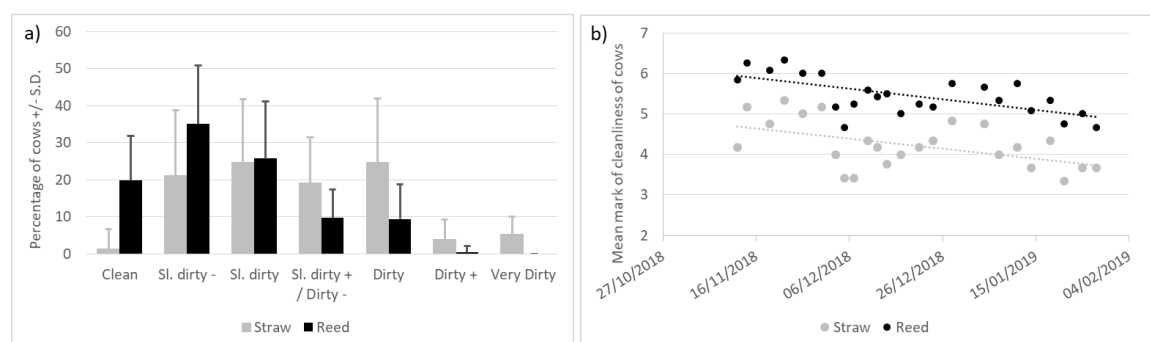 a)
Percentage of cows +/- S.D.
60
50
40
30
20
10
0
Clean
Sl. dirty -
Sl. dirty
Sl. dirty +
/ Dirty -
Dirty
Dirty +
Very Dirty
Straw
Reed
b)
Mean mark of cleanliness of cows
7
6
5
4
3
2
27/10/2018
16/11/2018
06/12/2018
26/12/2018
15/01/2019
04/02/2019
Straw
Reed